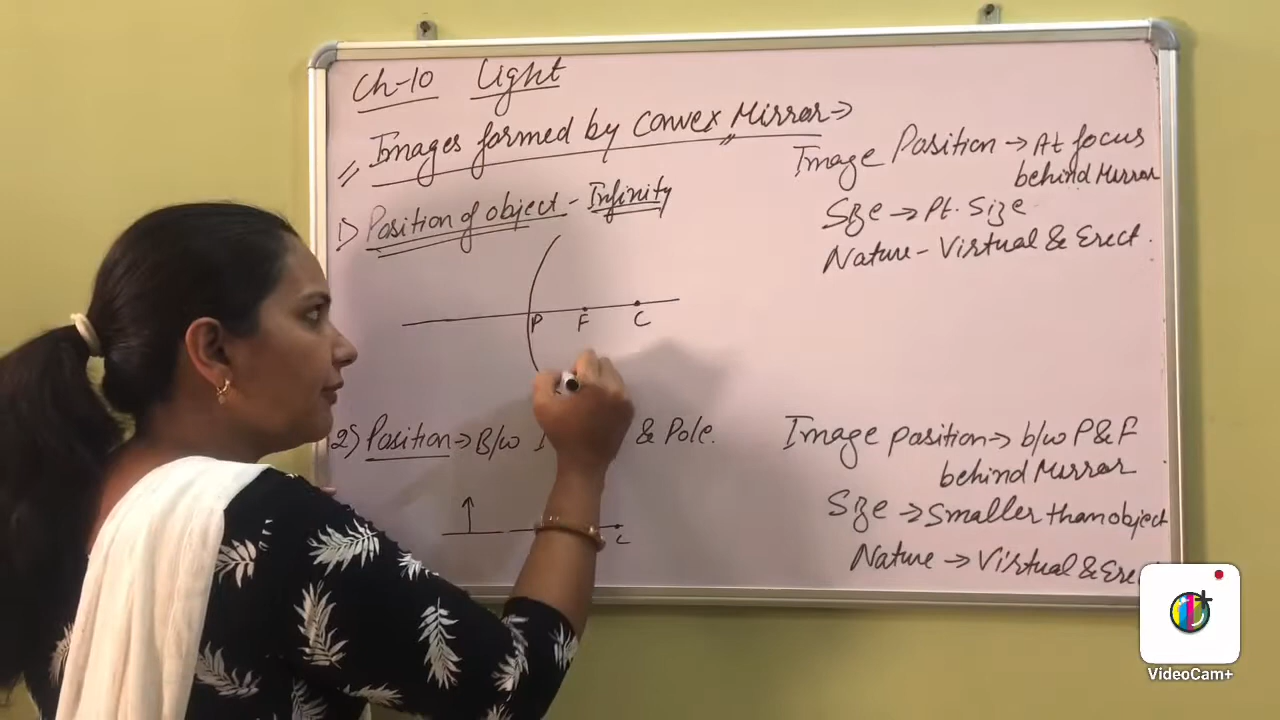 Ch-10 Light
Images formed by Convex Mirror →
1) Position of object - Infinity
P F C
Image Position → At focus
behind Mirror
Size → Pt. Size
Nature - Virtual & Erect.
2) Position → B/w I & Pole.
C
Image position → b/w P & F
behind Mirror
Size → Smaller than object
Nature → Virtual & Erec
VideoCam+